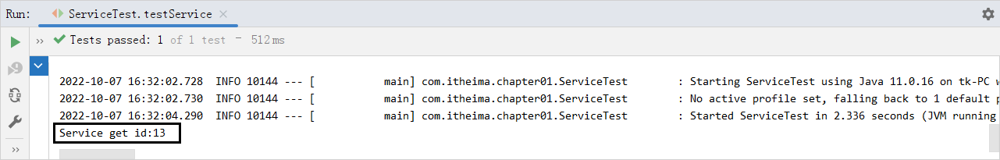 Run: ServiceTest.testService ×
Tests passed: 1 of 1 test – 512 ms
2022-10-07 16:32:02.728  INFO 10144 --- [           main] com.itheima.chapter01.ServiceTest        : Starting ServiceTest using Java 11.0.16 on tk-PC
2022-10-07 16:32:02.730  INFO 10144 --- [           main] com.itheima.chapter01.ServiceTest        : No active profile set, falling back to 1 default
2022-10-07 16:32:04.290  INFO 10144 --- [           main] com.itheima.chapter01.ServiceTest        : Started ServiceTest in 2.336 seconds (JVM running
Service get id:13